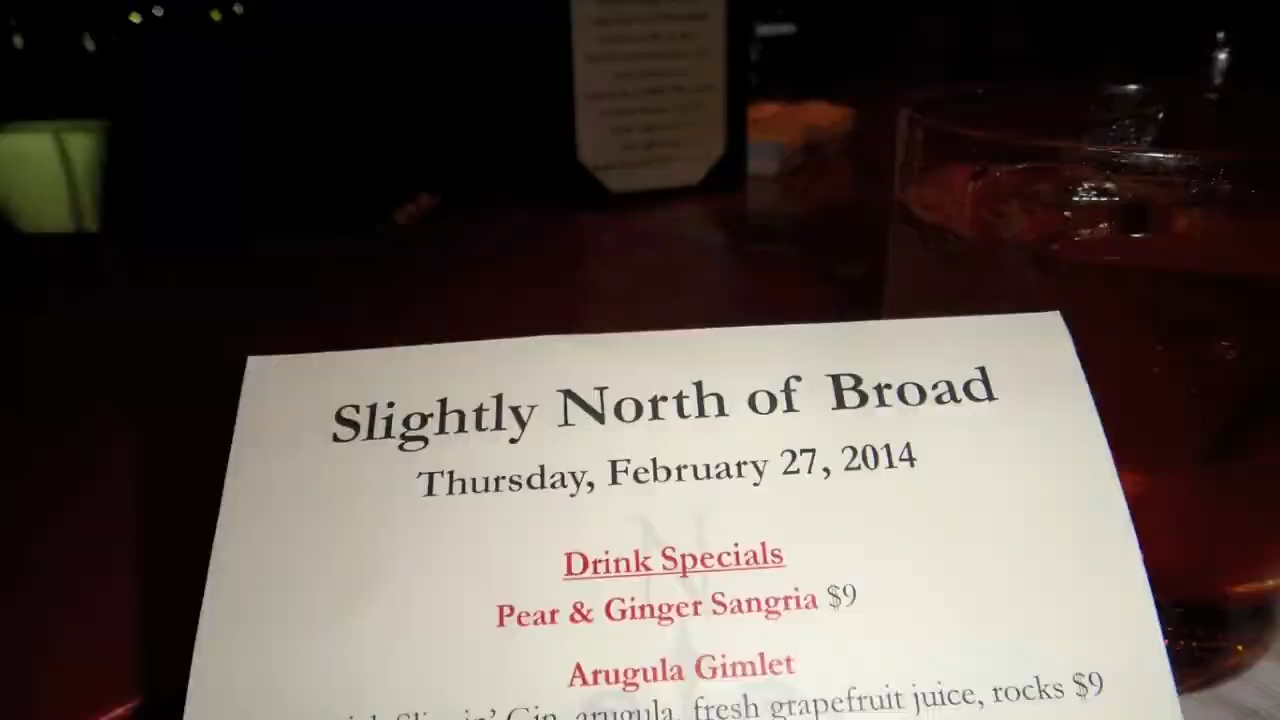 Slightly North of Broad
Thursday, February 27, 2014
Drink Specials
Pear & Ginger Sangria $9
Arugula Gimlet
Gin, arugula, fresh grapefruit juice, rocks $9